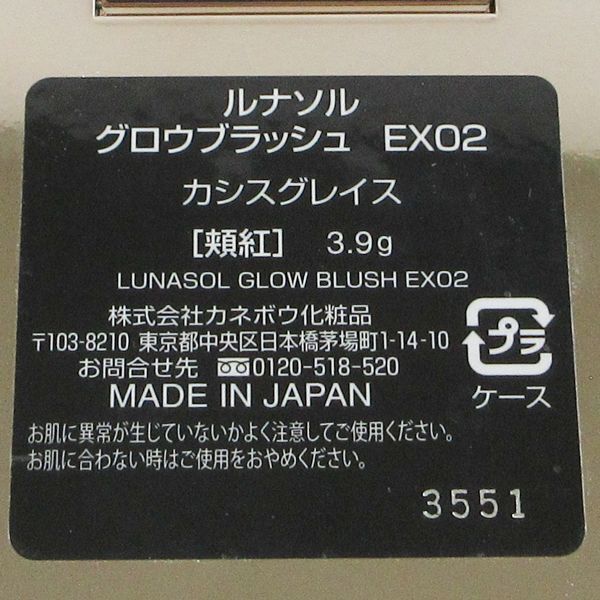 ルナソル
グロウブラッシュ EX02
カシスグレイス
［頬紅］ 3.9g
LUNASOL GLOW BLUSH EX02
株式会社カネボウ化粧品
〒103-8210 東京都中央区日本橋茅場町1-14-10
お問合せ先 0120-518-520
MADE IN JAPAN
プラ
ケース
お肌に異常が生じていないかよく注意してご使用ください。
お肌に合わない時はご使用をおやめください。
3551